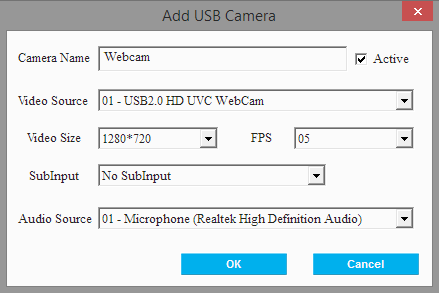 Add USB Camera
Camera Name Webcam Active
Video Source 01 - USB2.0 HD UVC WebCam
Video Size 1280*720 FPS 05
SubInput No SubInput
Audio Source 01 - Microphone (Realtek High Definition Audio)
OK Cancel